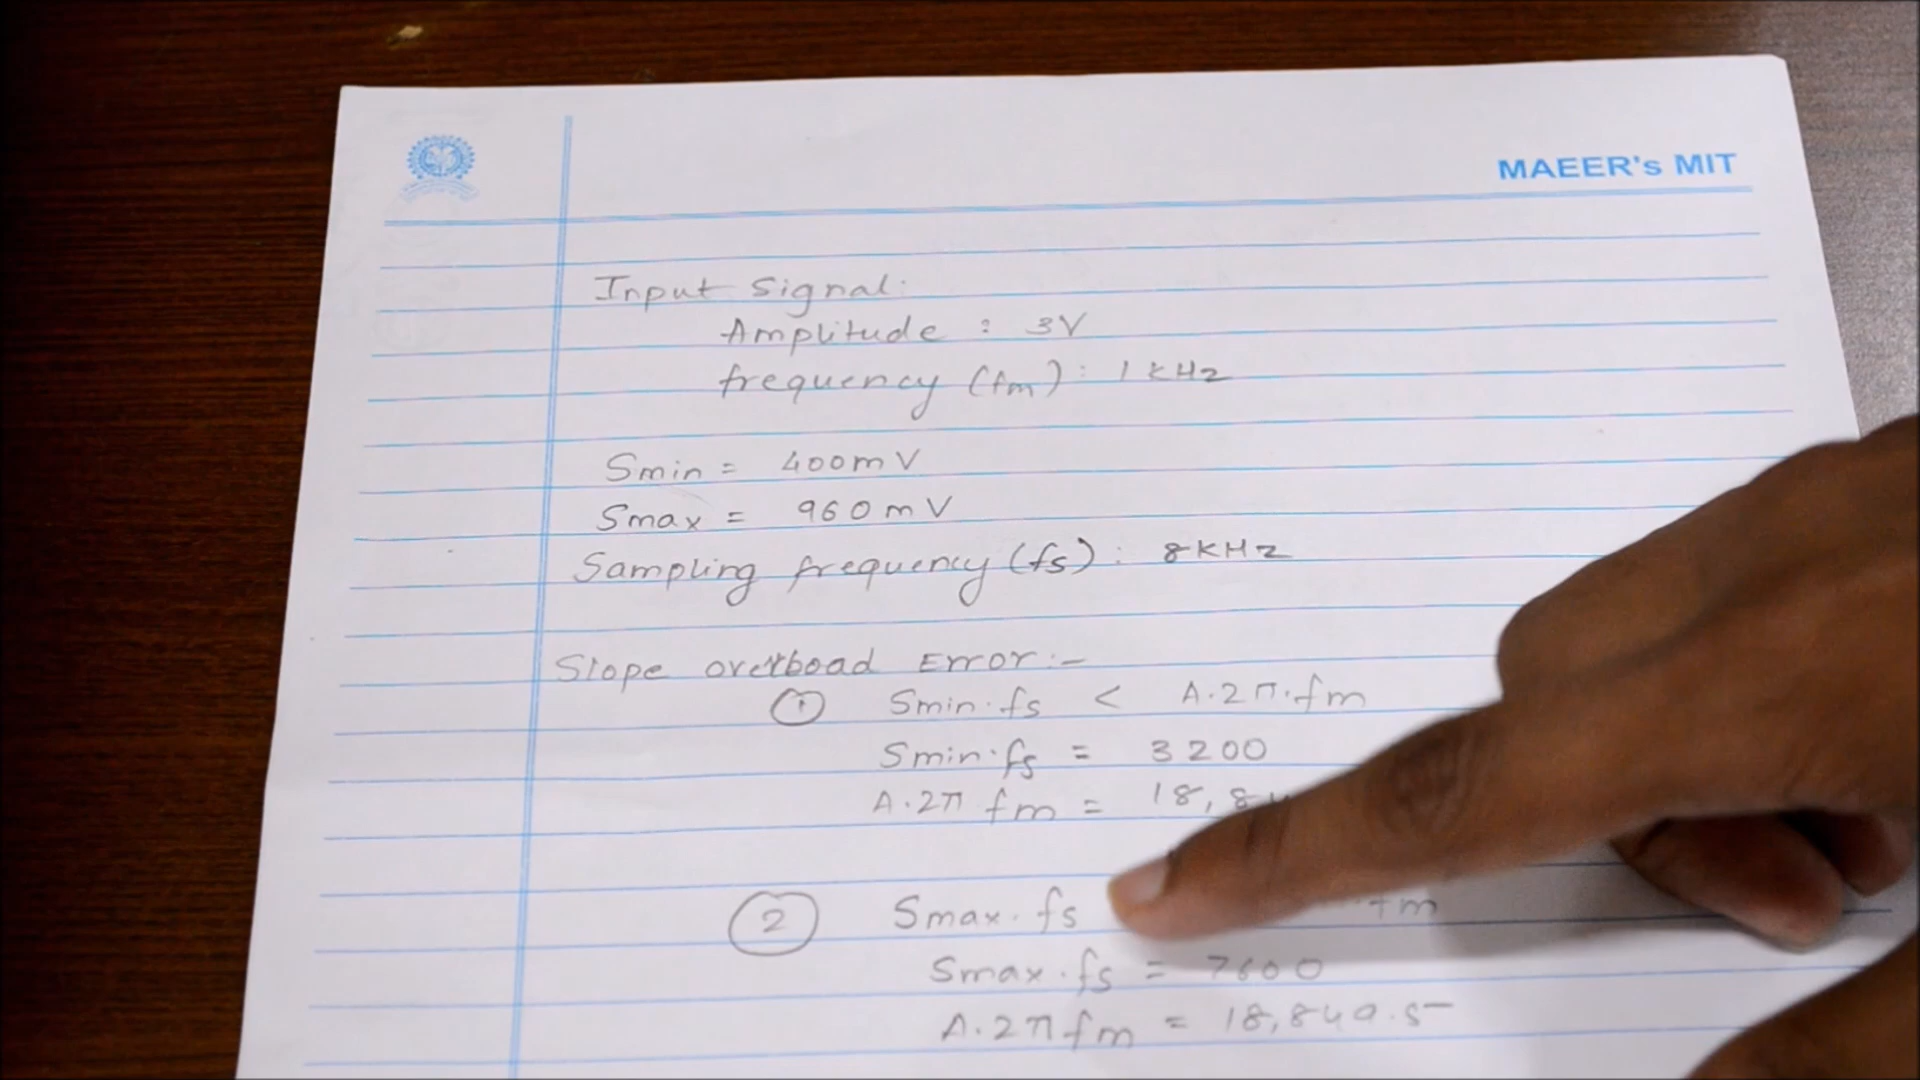 MAEER's MIT
Input Signal:
Amplitude : 3V
frequency (fm) : 1 KHz
Smin = 400mV
Smax = 960mV
Sampling frequency (fs) : 8KHz
Slope overload Error :-
① Smin.fs < A.2π.fm
Smin.fs = 3200
A.2π fm = 18,84
② Smax.fs fm
Smax.fs = 7600
A.2π fm = 18,849.5